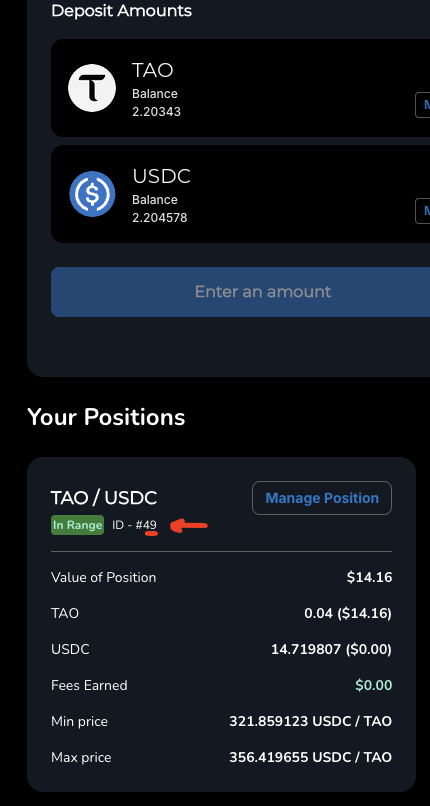 Deposit Amounts
TAO
Balance
2.20343
USDC
Balance
2.204578
Enter an amount
Your Positions
TAO / USDC
Manage Position
In Range ID - #49
Value of Position $14.16
TAO 0.04 ($14.16)
USDC 14.719807 ($0.00)
Fees Earned $0.00
Min price 321.859123 USDC / TAO
Max price 356.419655 USDC / TAO